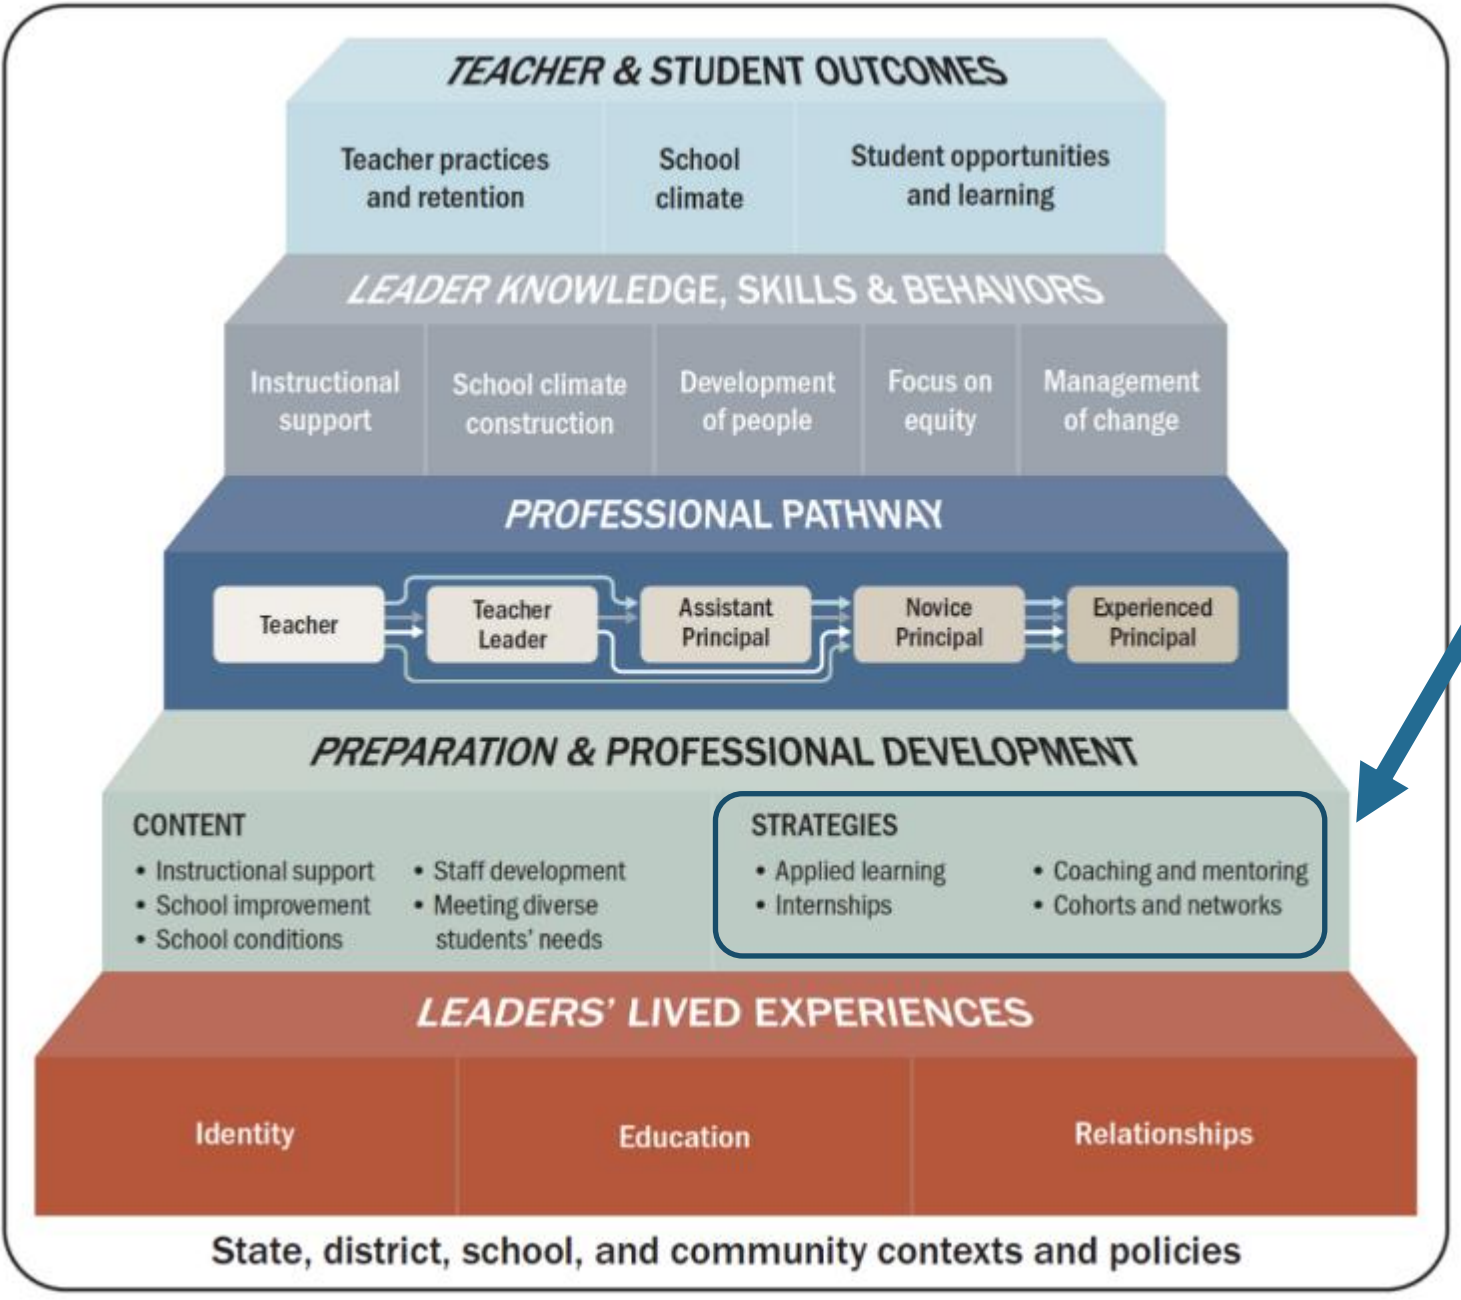 TEACHER & STUDENT OUTCOMES
Teacher practices
and retention
School
climate
Student opportunities
and learning
LEADER KNOWLEDGE, SKILLS & BEHAVIORS
Instructional
support
School climate
construction
Development
of people
Focus on
equity
Management
of change
PROFESSIONAL PATHWAY
Teacher
Teacher
Leader
Assistant
Principal
Novice
Principal
Experienced
Principal
PREPARATION & PROFESSIONAL DEVELOPMENT
CONTENT
• Instructional support
• School improvement
• School conditions
• Staff development
• Meeting diverse
students' needs
STRATEGIES
• Applied learning
• Internships
• Coaching and mentoring
• Cohorts and networks
LEADERS' LIVED EXPERIENCES
Identity
Education
Relationships
State, district, school, and community contexts and policies